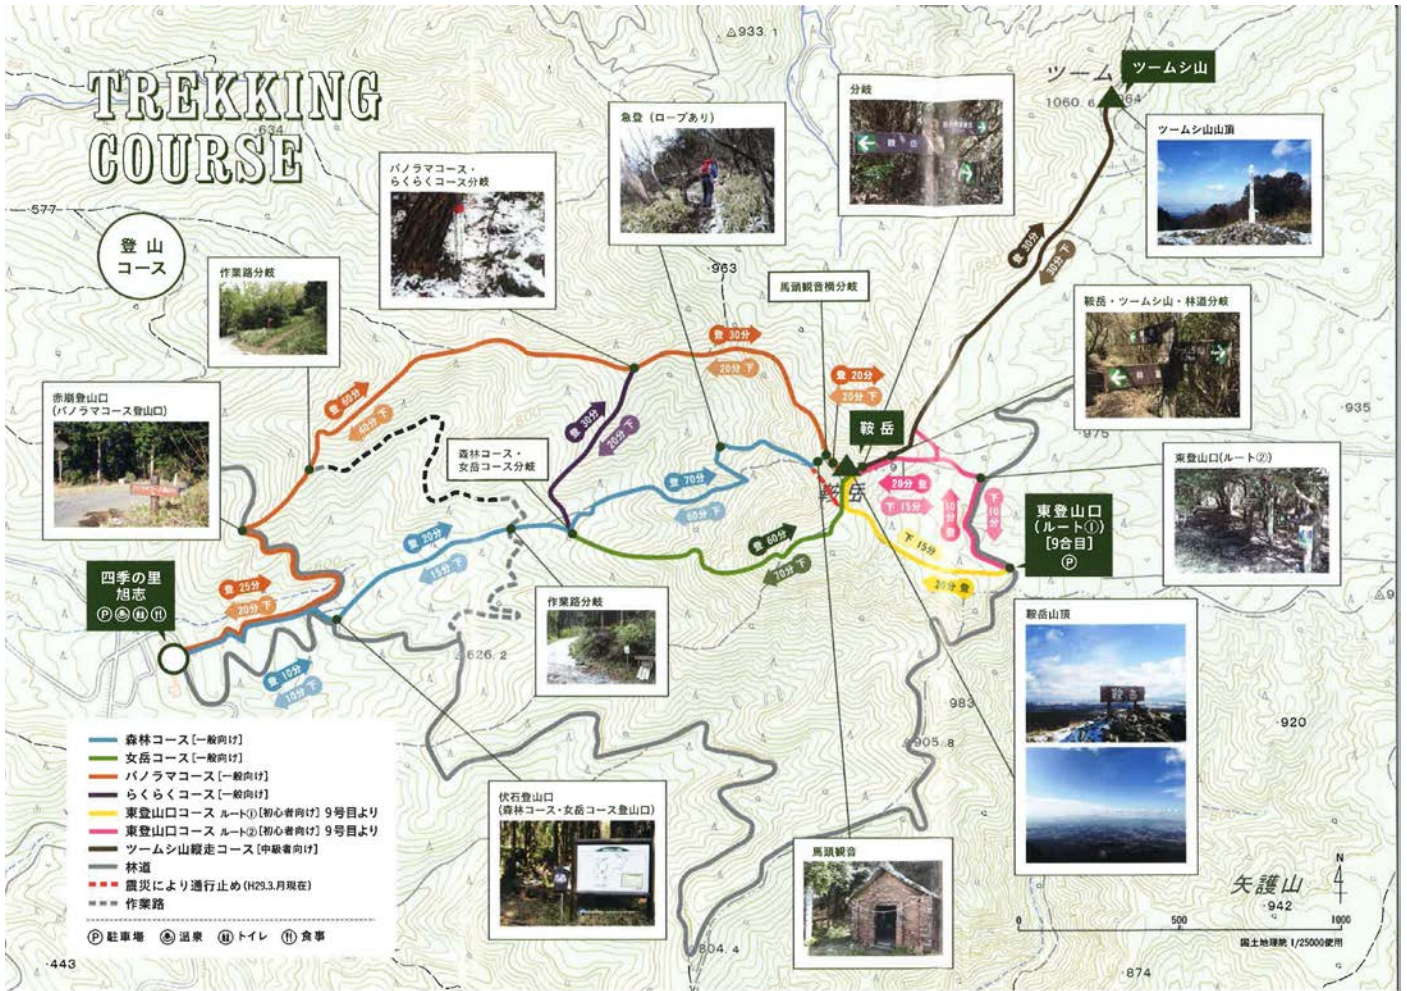 TREKKING
COURSE
登山
コース
作業路分岐
パノラマコース・
らくらくコース分岐
急登（ロープあり）
分岐
鞍岳
ツームシ山
ツーム
1060.6
ツームシ山山頂
鞍岳・ツームシ山・林道分岐
馬頭観音横分岐
赤崩登山口
(パノラマコース登山口)
森林コース・
女岳コース分岐
鞍岳
鞍岳
東登山口(ルート②)
東登山口
(ルート①)
[9合目]
Ⓟ
四季の里
旭志
作業路分岐
鞍岳山頂
鞍岳
伏石登山口
(森林コース・女岳コース登山口)
馬頭観音
登 60分
40分 下
登 30分
20分 下
登 30分
20分 下
登 20分
20分 下
登 30分
30分 下
登 25分
20分 下
登 20分
15分 下
登 70分
60分 下
登 60分
70分 下
登 10分
10分 下
20分 登
下 15分
10分 登
下 10分
下 15分
20分 登
△933.1
634
577
963
935
975
626.2
983
905.8
920
804.4
874
443
矢護山
942
森林コース[一般向け]
女岳コース[一般向け]
パノラマコース[一般向け]
らくらくコース[一般向け]
東登山口コース ルート①[初心者向け] 9号目より
東登山口コース ルート②[初心者向け] 9号目より
ツームシ山縦走コース[中級者向け]
林道
震災により通行止め(H29.3.月現在)
作業路
Ⓟ 駐車場 温泉 トイレ 食事
N
0 500 1000
国土地理院 1/25000使用